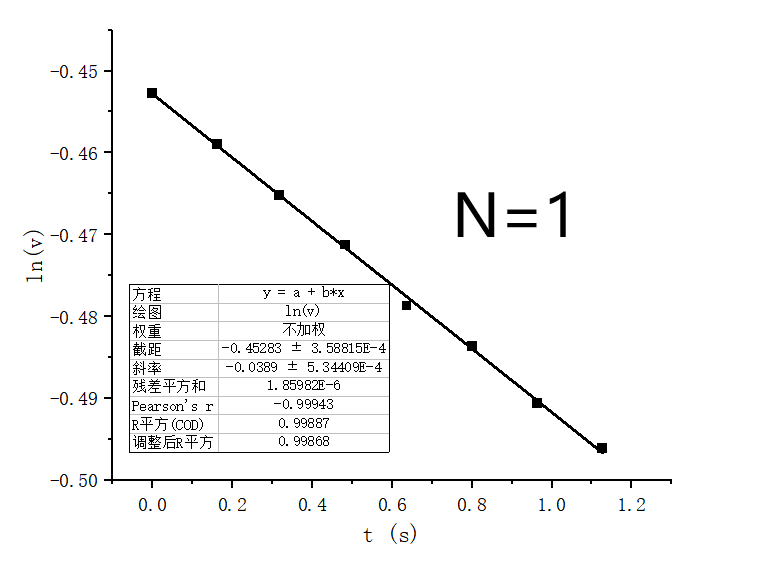 -0.45
-0.46
-0.47
-0.48
-0.49
-0.50
ln(v)
N=1
方程 y = a + b*x
绘图 ln(v)
权重 不加权
截距 -0.45283 ± 3.58815E-4
斜率 -0.0389 ± 5.34409E-4
残差平方和 1.85982E-6
Pearson's r -0.99943
R平方(COD) 0.99887
调整后R平方 0.99868
0.0 0.2 0.4 0.6 0.8 1.0 1.2
t (s)